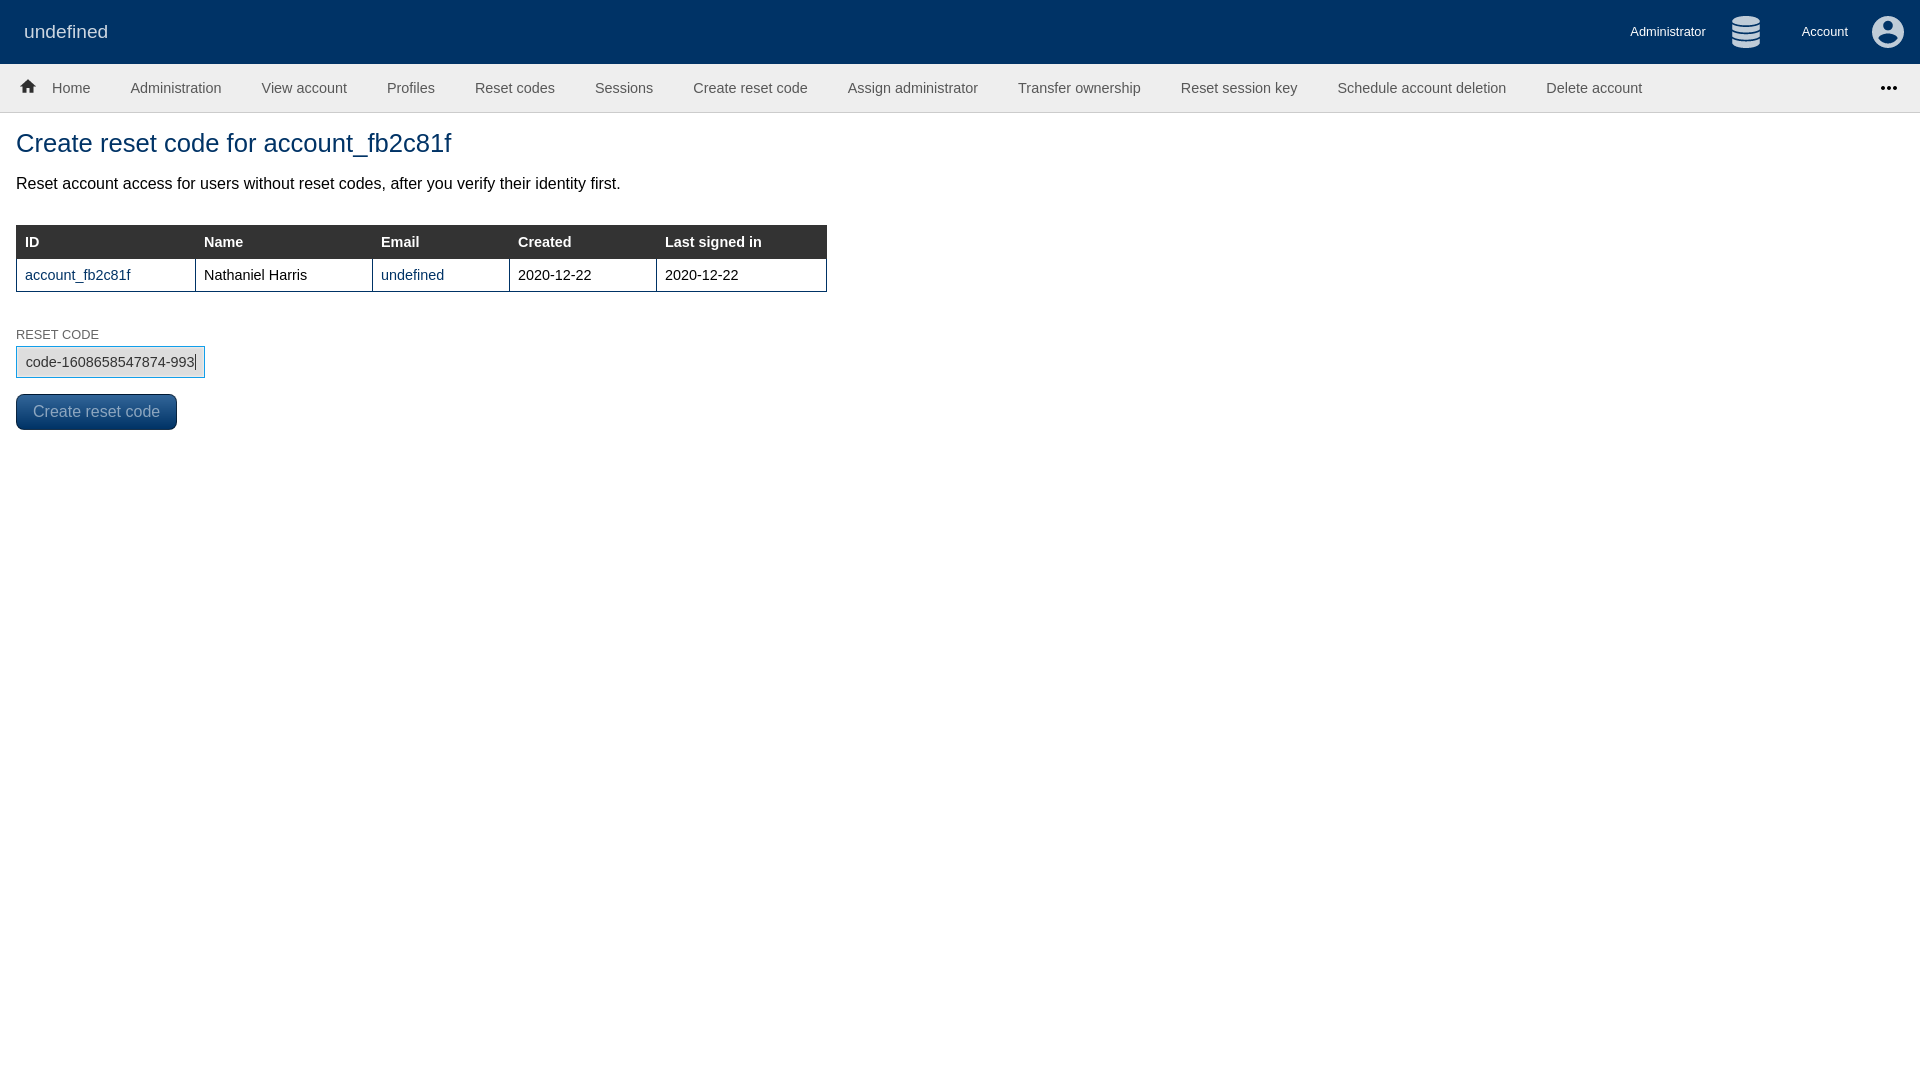 undefined
Administrator
Account
Home
Administration
View account
Profiles
Reset codes
Sessions
Create reset code
Assign administrator
Transfer ownership
Reset session key
Schedule account deletion
Delete account
Create reset code for account_fb2c81f
Reset account access for users without reset codes, after you verify their identity first.
ID Name Email Created Last signed in
account_fb2c81f Nathaniel Harris undefined 2020-12-22 2020-12-22
RESET CODE
code-1608658547874-993
Create reset code